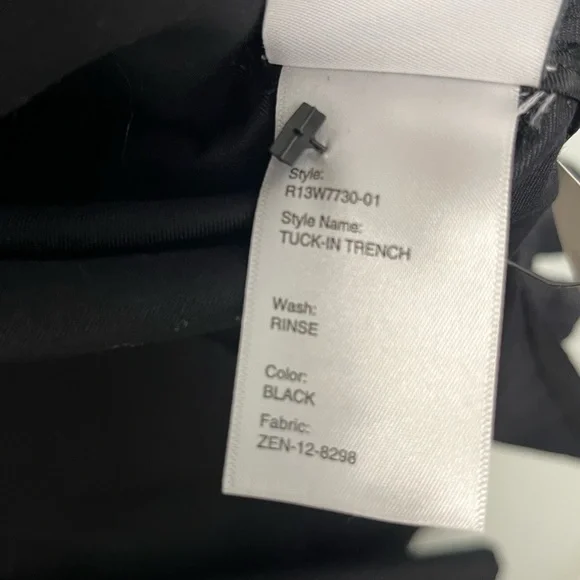 Style:
R13W7730-01
Style Name:
TUCK-IN TRENCH
Wash:
RINSE
Color:
BLACK
Fabric:
ZEN-12-8298